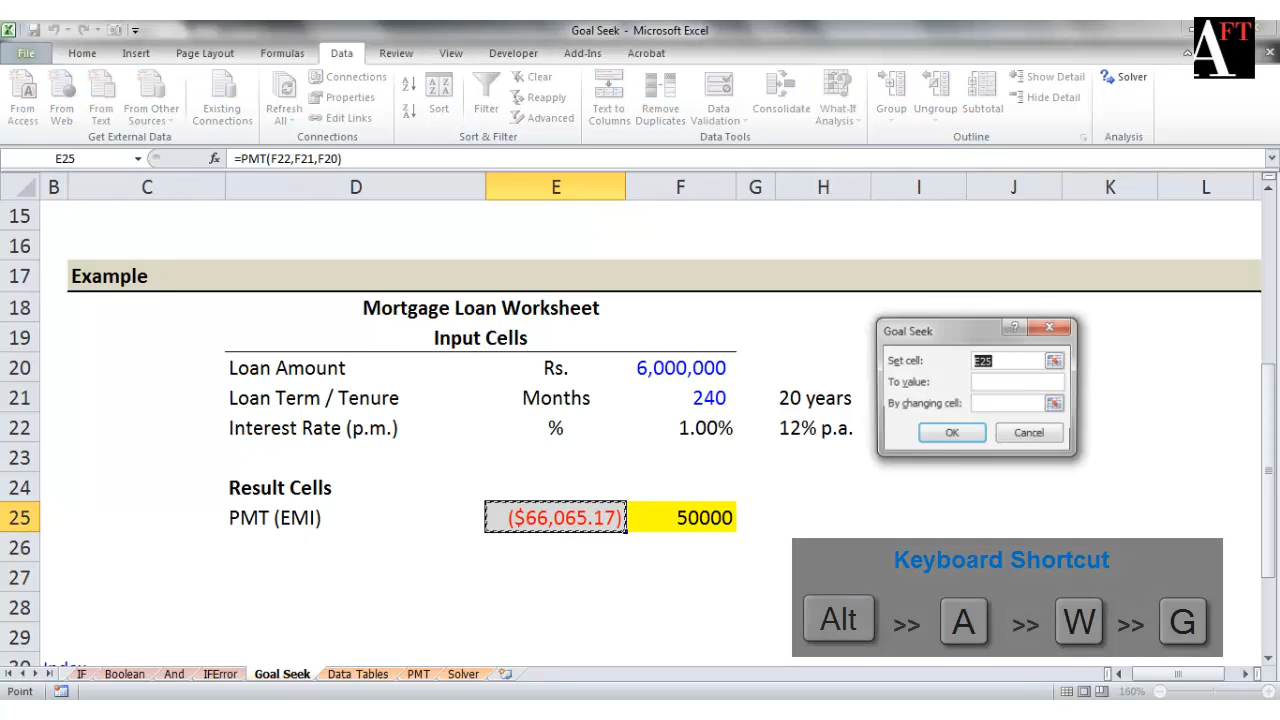 Goal Seek - Microsoft Excel
AFT
File Home Insert Page Layout Formulas Data Review View Developer Add-Ins Acrobat
From Access
From Web
From Text
From Other Sources
Existing Connections
Get External Data
Refresh All
Connections
Properties
Edit Links
Connections
Sort
Filter
Clear
Reapply
Advanced
Sort & Filter
Text to Columns
Remove Duplicates
Data Validation
Consolidate
What-If Analysis
Data Tools
Group
Ungroup
Subtotal
Show Detail
Hide Detail
Outline
Solver
Analysis
E25 fx =PMT(F22,F21,F20)
B C D E F G H I J K L
15
16
17 Example
18 Mortgage Loan Worksheet
19 Input Cells
20 Loan Amount Rs. 6,000,000
21 Loan Term / Tenure Months 240 20 years
22 Interest Rate (p.m.) % 1.00% 12% p.a.
23
24 Result Cells
25 PMT (EMI) ($66,065.17) 50000
26
27
28
29
30 Index
Goal Seek
Set cell: E25
To value:
By changing cell:
OK Cancel
Keyboard Shortcut
Alt >> A >> W >> G
IF Boolean And IFError Goal Seek Data Tables PMT Solver
Point 160%